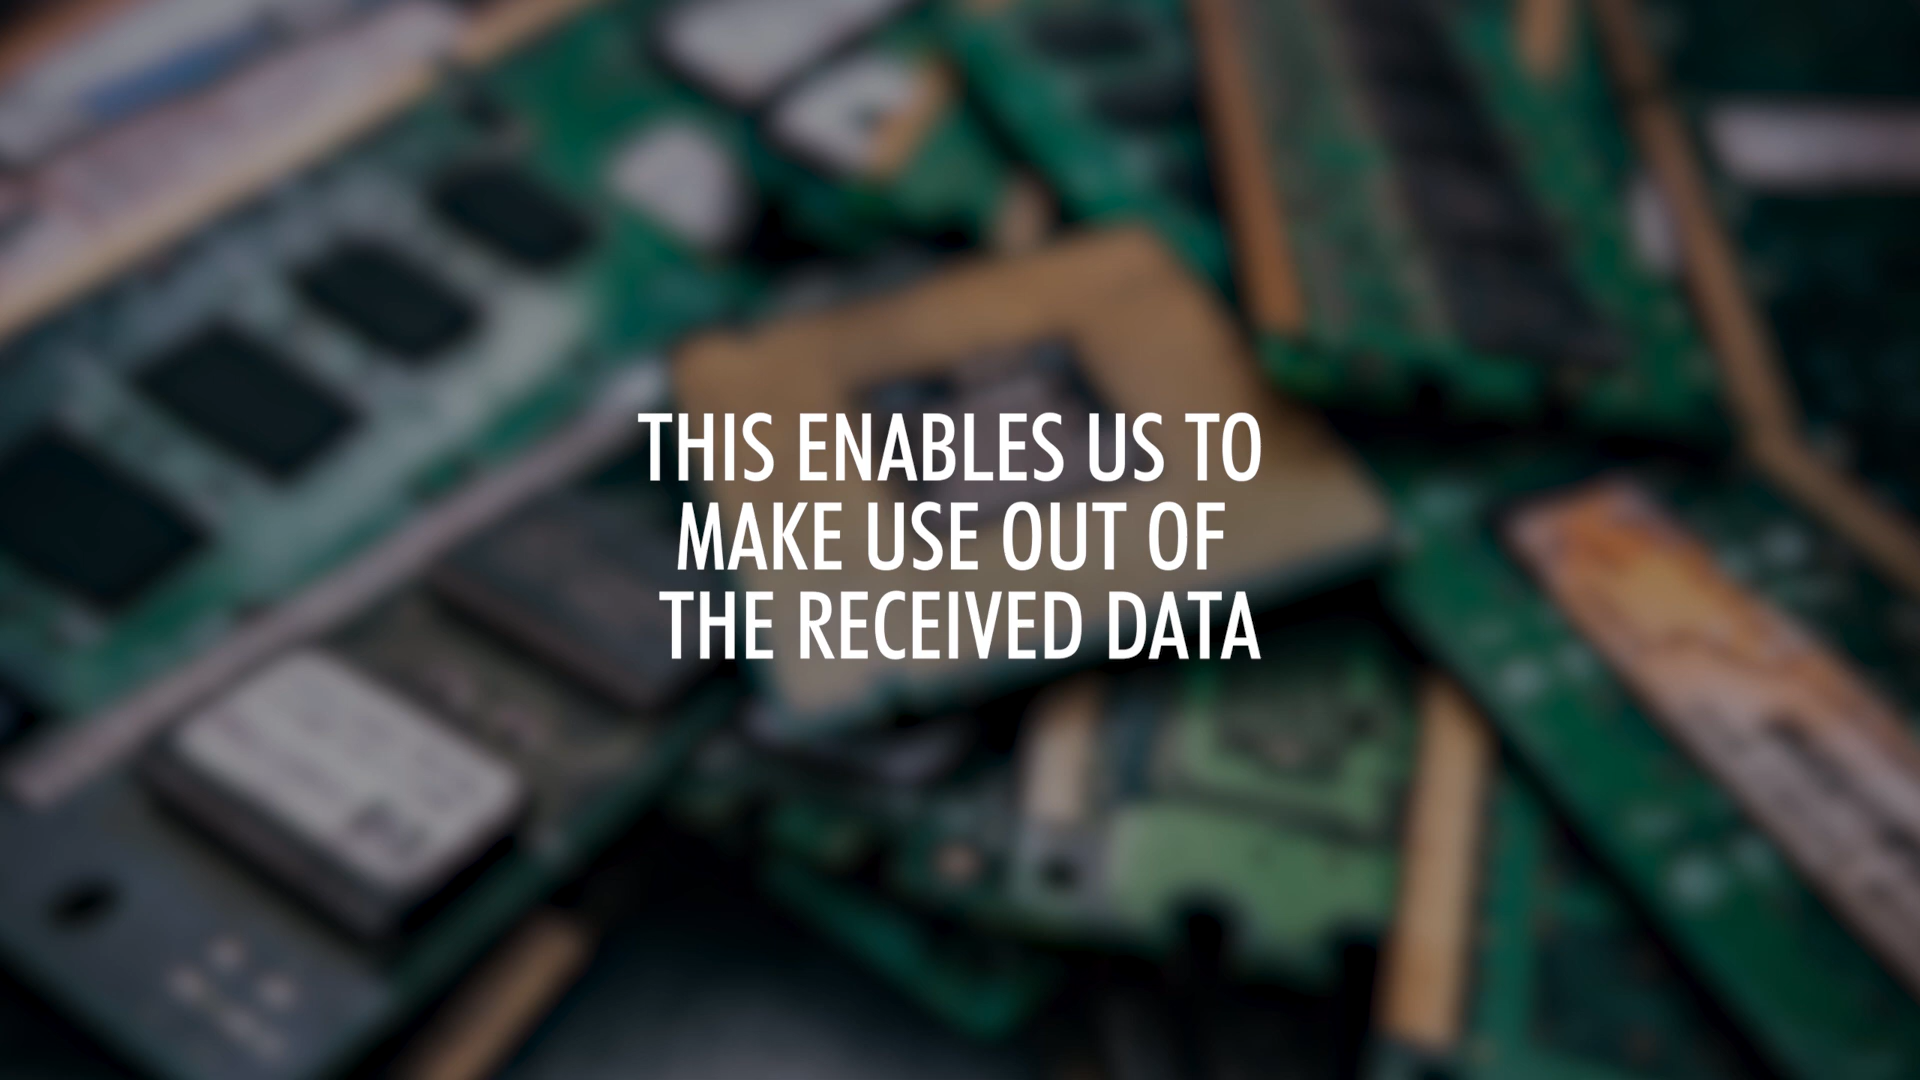 THIS ENABLES US TO
MAKE USE OUT OF
THE RECEIVED DATA